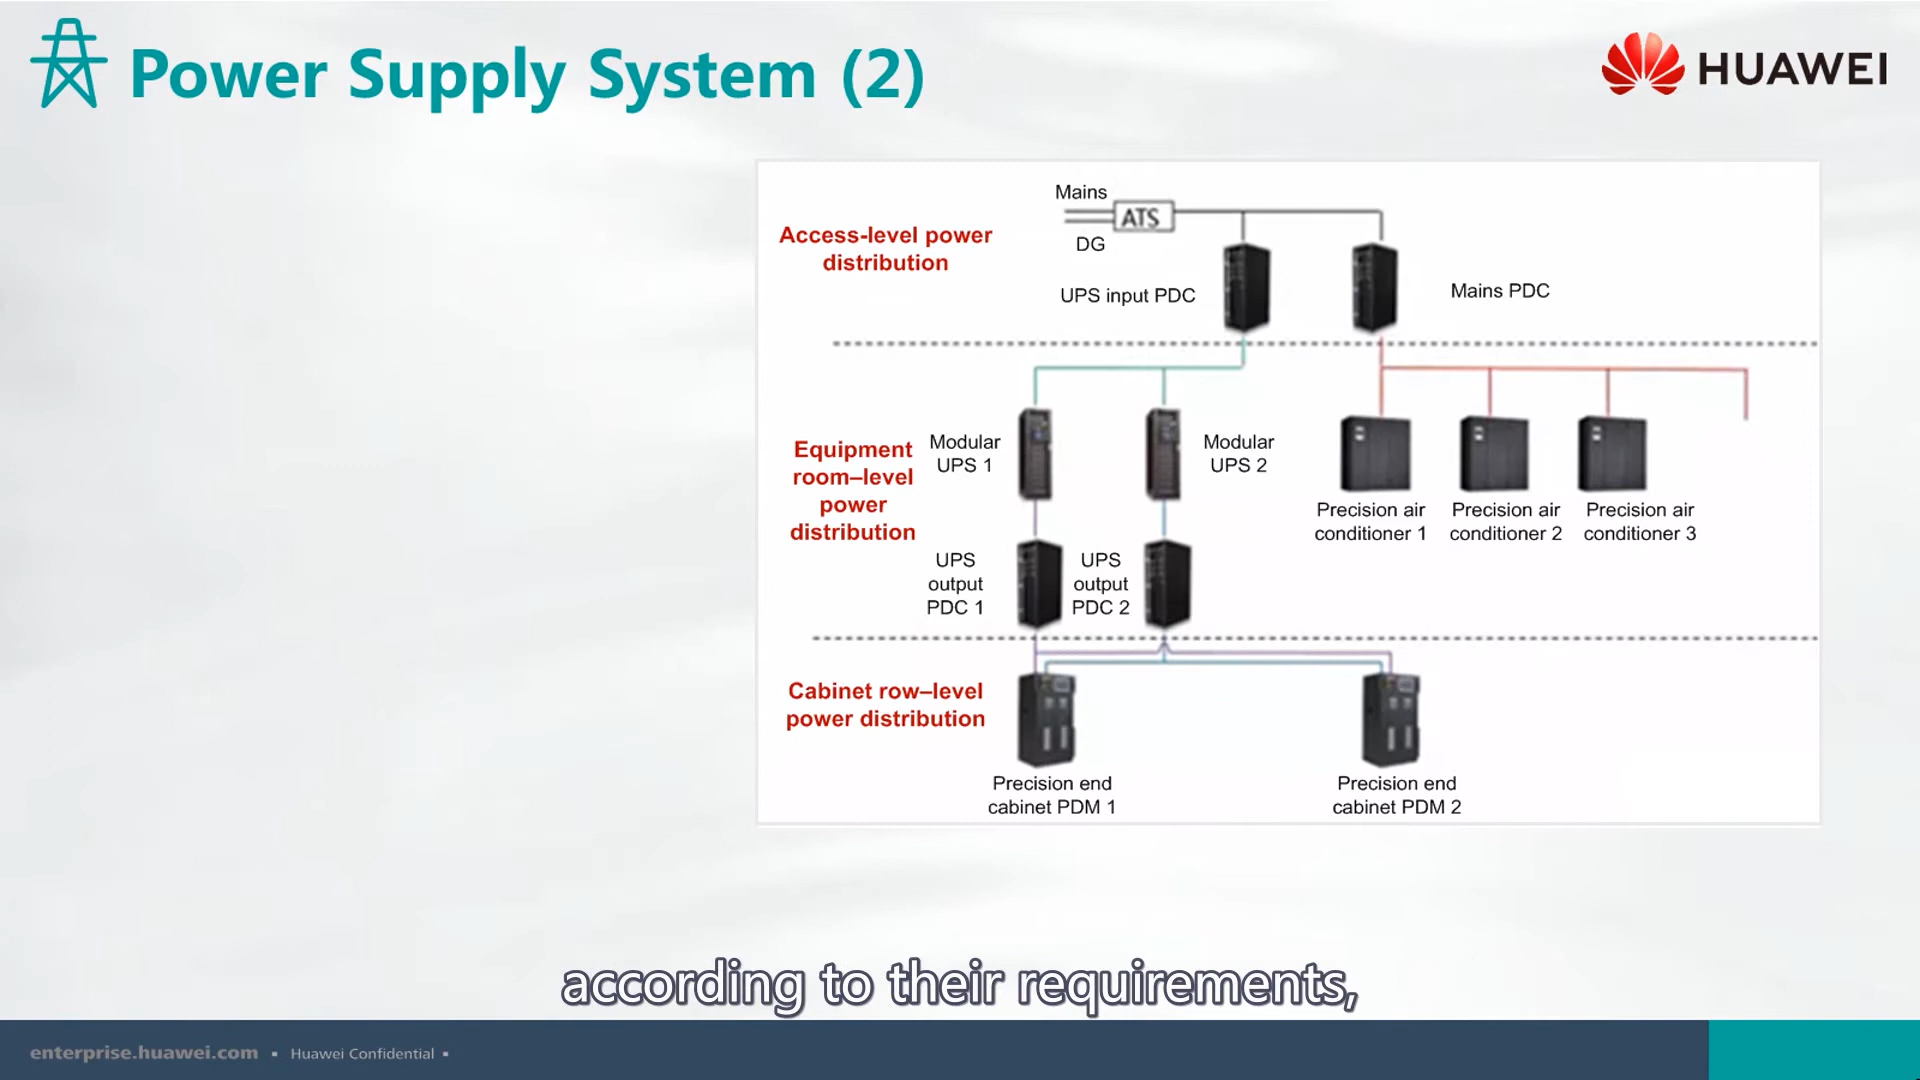 Power Supply System (2)
HUAWEI
Mains
ATS
DG
Access-level power
distribution
UPS input PDC
Mains PDC
Equipment
room–level
power
distribution
Modular
UPS 1
Modular
UPS 2
Precision air
conditioner 1
Precision air
conditioner 2
Precision air
conditioner 3
UPS
output
PDC 1
UPS
output
PDC 2
Cabinet row–level
power distribution
Precision end
cabinet PDM 1
Precision end
cabinet PDM 2
according to their requirements,
enterprise.huawei.com ▪ Huawei Confidential ▪